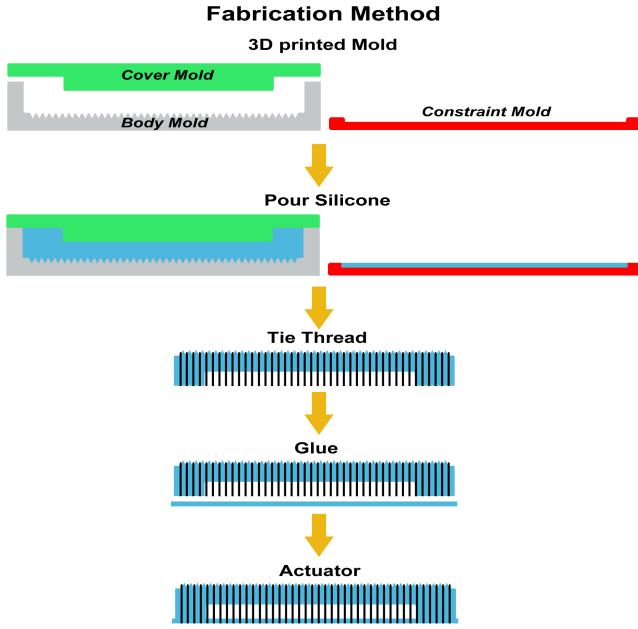 Fabrication Method
3D printed Mold
Cover Mold
Body Mold
Constraint Mold
Pour Silicone
Tie Thread
Glue
Actuator